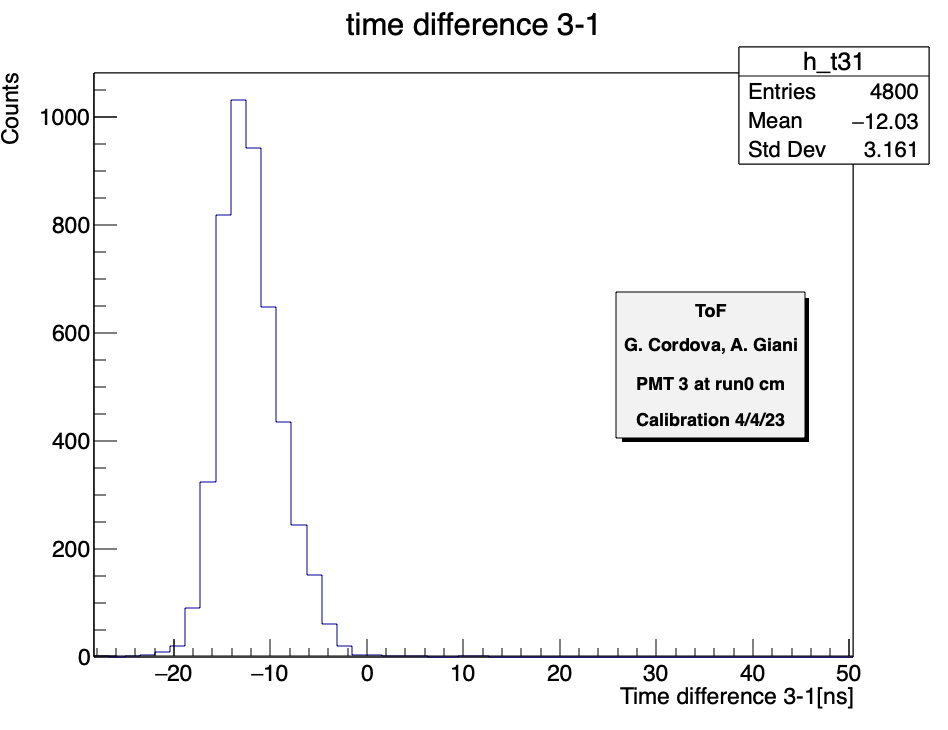 time difference 3-1
h_t31
Entries 4800
Mean −12.03
Std Dev 3.161
Counts
1000
800
600
400
200
0
ToF
G. Cordova, A. Giani
PMT 3 at run0 cm
Calibration 4/4/23
−20 −10 0 10 20 30 40 50
Time difference 3-1[ns]